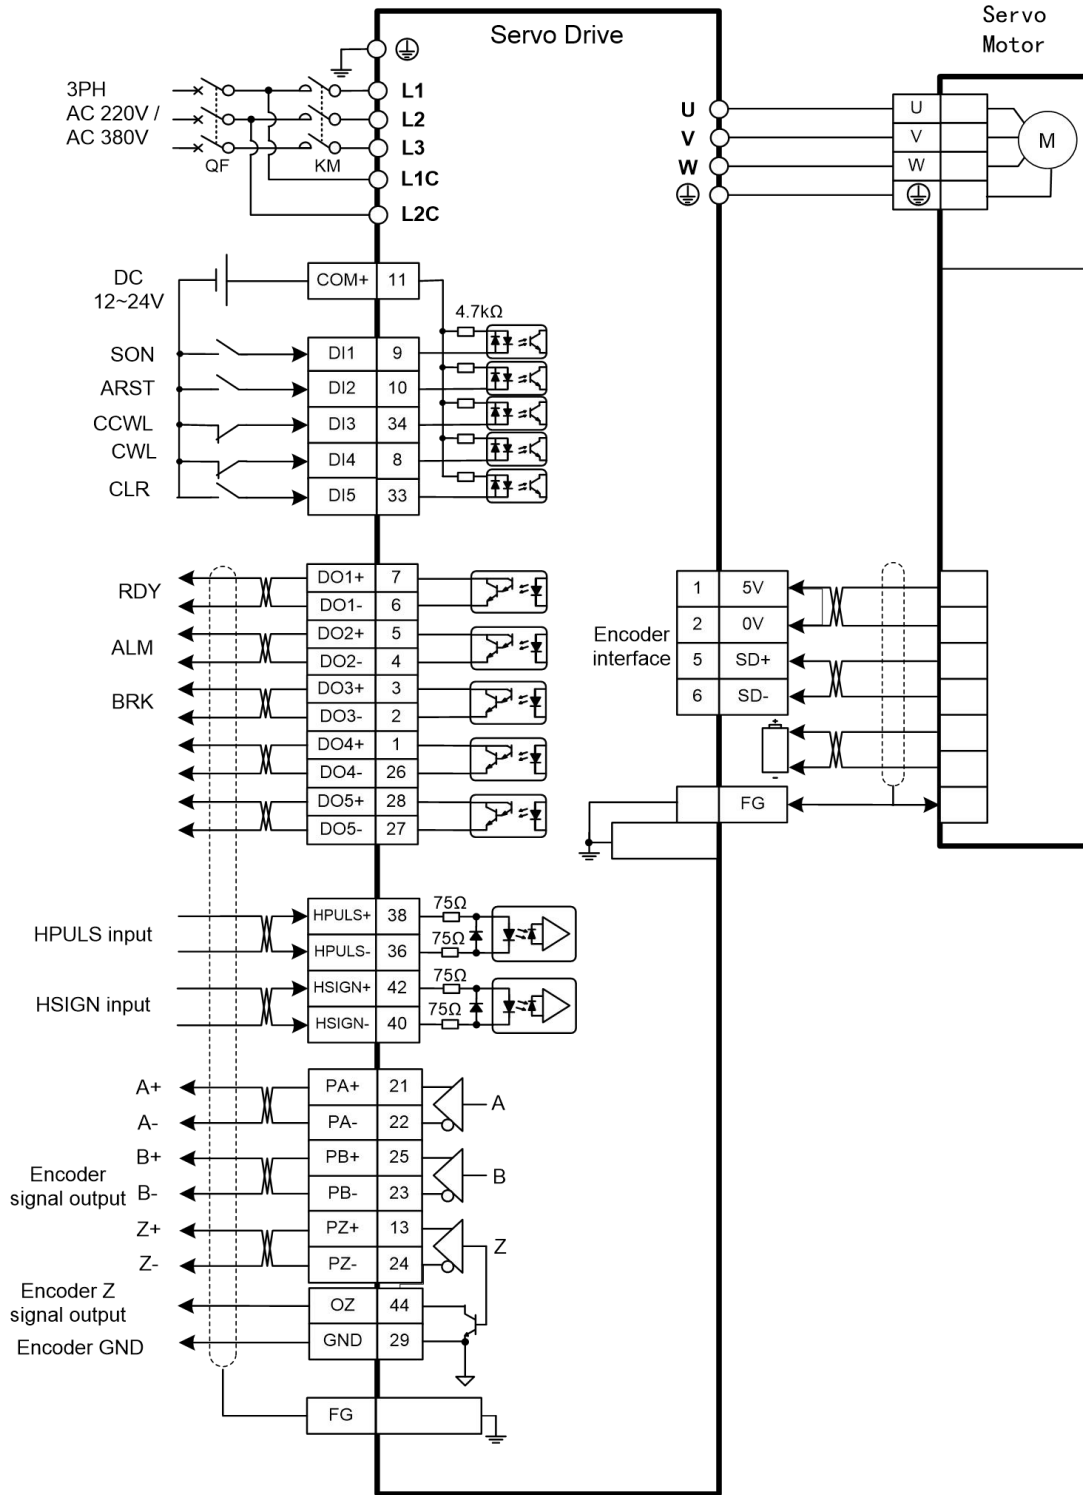 Servo Drive
Servo
Motor
3PH
AC 220V /
AC 380V
QF
KM
L1
L2
L3
L1C
L2C
U
V
W
U
V
W
M
DC
12~24V
COM+ 11
4.7kΩ
SON DI1 9
ARST DI2 10
CCWL DI3 34
CWL DI4 8
CLR DI5 33
RDY
DO1+ 7
DO1- 6
ALM
DO2+ 5
DO2- 4
BRK
DO3+ 3
DO3- 2
DO4+ 1
DO4- 26
DO5+ 28
DO5- 27
Encoder
interface
1 5V
2 0V
5 SD+
6 SD-
+
-
FG
HPULS input
HPULS+ 38 75Ω
HPULS- 36 75Ω
HSIGN input
HSIGN+ 42 75Ω
HSIGN- 40 75Ω
A+ PA+ 21
A- PA- 22
A
B+ PB+ 25
B- PB- 23
B
Encoder
signal output
Z+ PZ+ 13
Z- PZ- 24
Z
Encoder Z
signal output
OZ 44
Encoder GND GND 29
FG